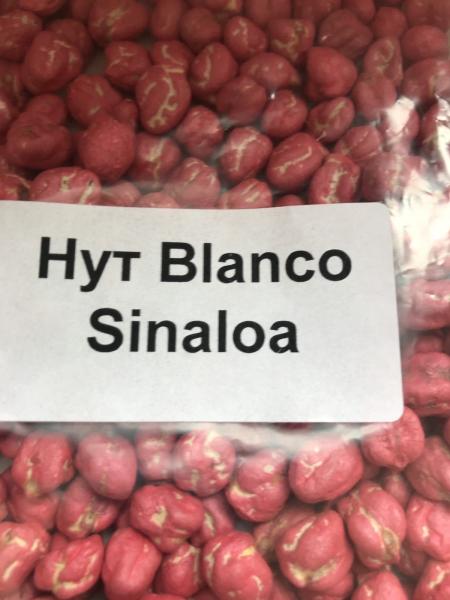 Нут Blanco
Sinaloa